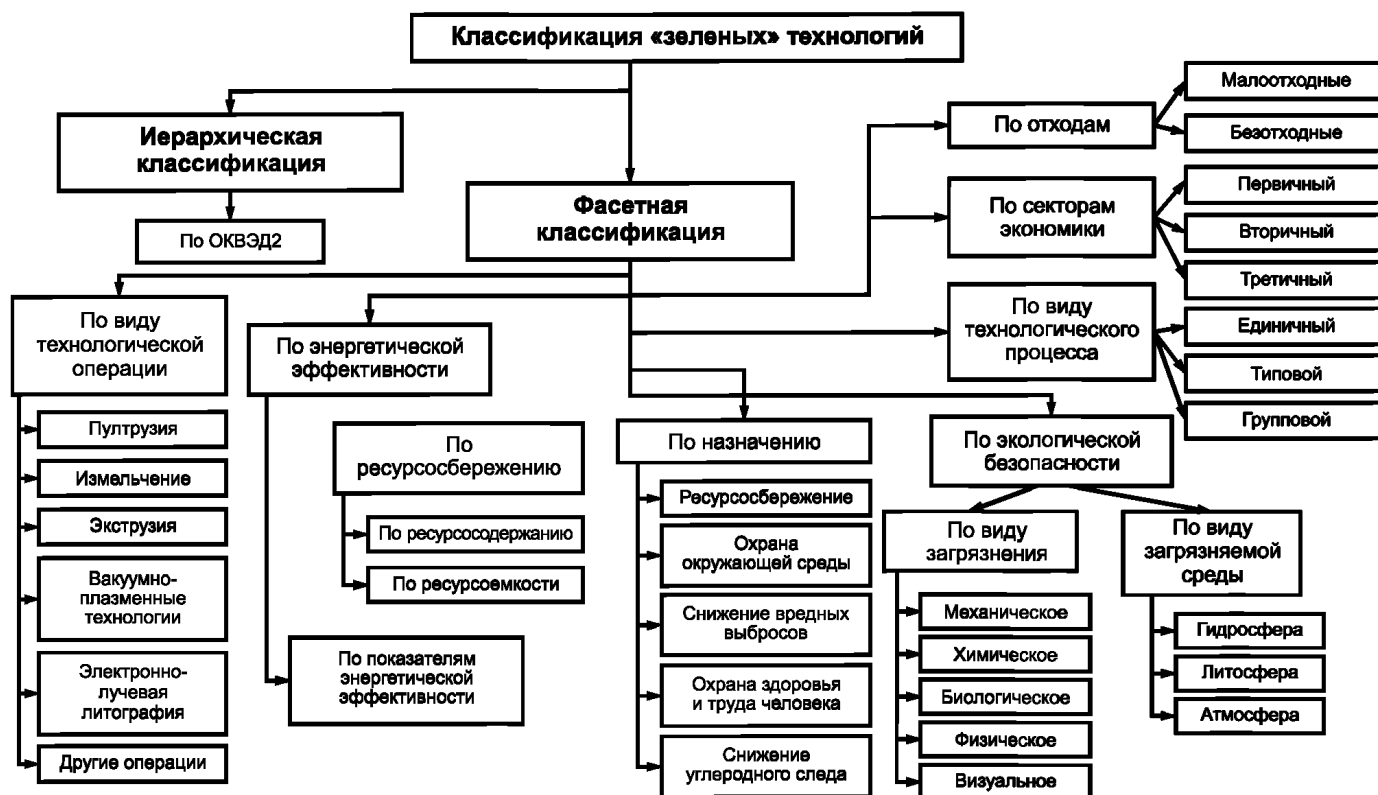 Классификация «зеленых» технологий
Иерархическая
классификация
По ОКВЭД2
Фасетная
классификация
По отходам
Малоотходные
Безотходные
По секторам
экономики
Первичный
Вторичный
Третичный
По виду
технологического
процесса
Единичный
Типовой
Групповой
По виду
технологической
операции
Пултрузия
Измельчение
Экструзия
Вакуумно-
плазменные
технологии
Электронно-
лучевая
литография
Другие операции
По энергетической
эффективности
По
ресурсосбережению
По ресурсосодержанию
По ресурсоемкости
По показателям
энергетической
эффективности
По назначению
Ресурсосбережение
Охрана
окружающей среды
Снижение вредных
выбросов
Охрана здоровья
и труда человека
Снижение
углеродного следа
По экологической
безопасности
По виду
загрязнения
Механическое
Химическое
Биологическое
Физическое
Визуальное
По виду
загрязняемой
среды
Гидросфера
Литосфера
Атмосфера